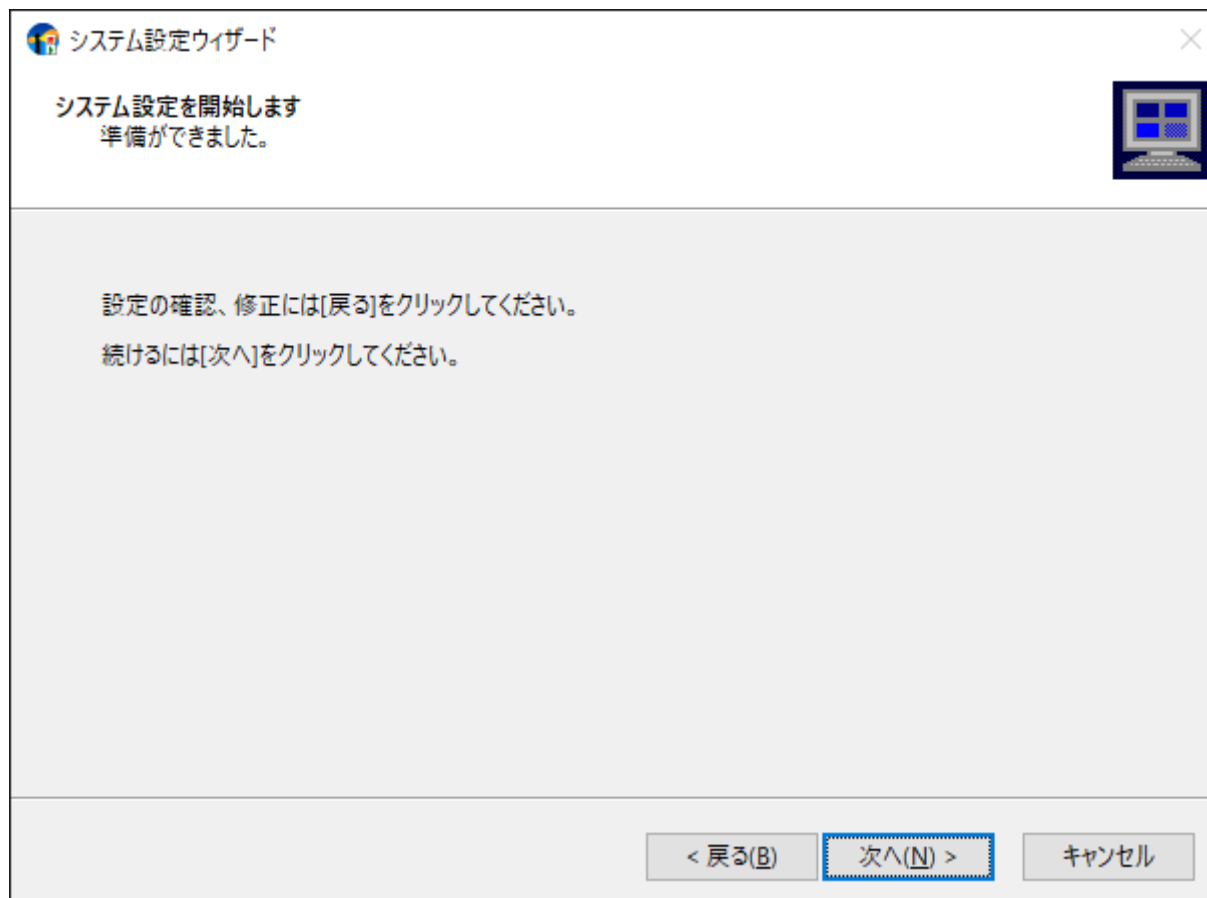 システム設定ウィザード
システム設定を開始します
準備ができました。
設定の確認、修正には[戻る]をクリックしてください。
続けるには[次へ]をクリックしてください。
< 戻る(B)
次へ(N) >
キャンセル